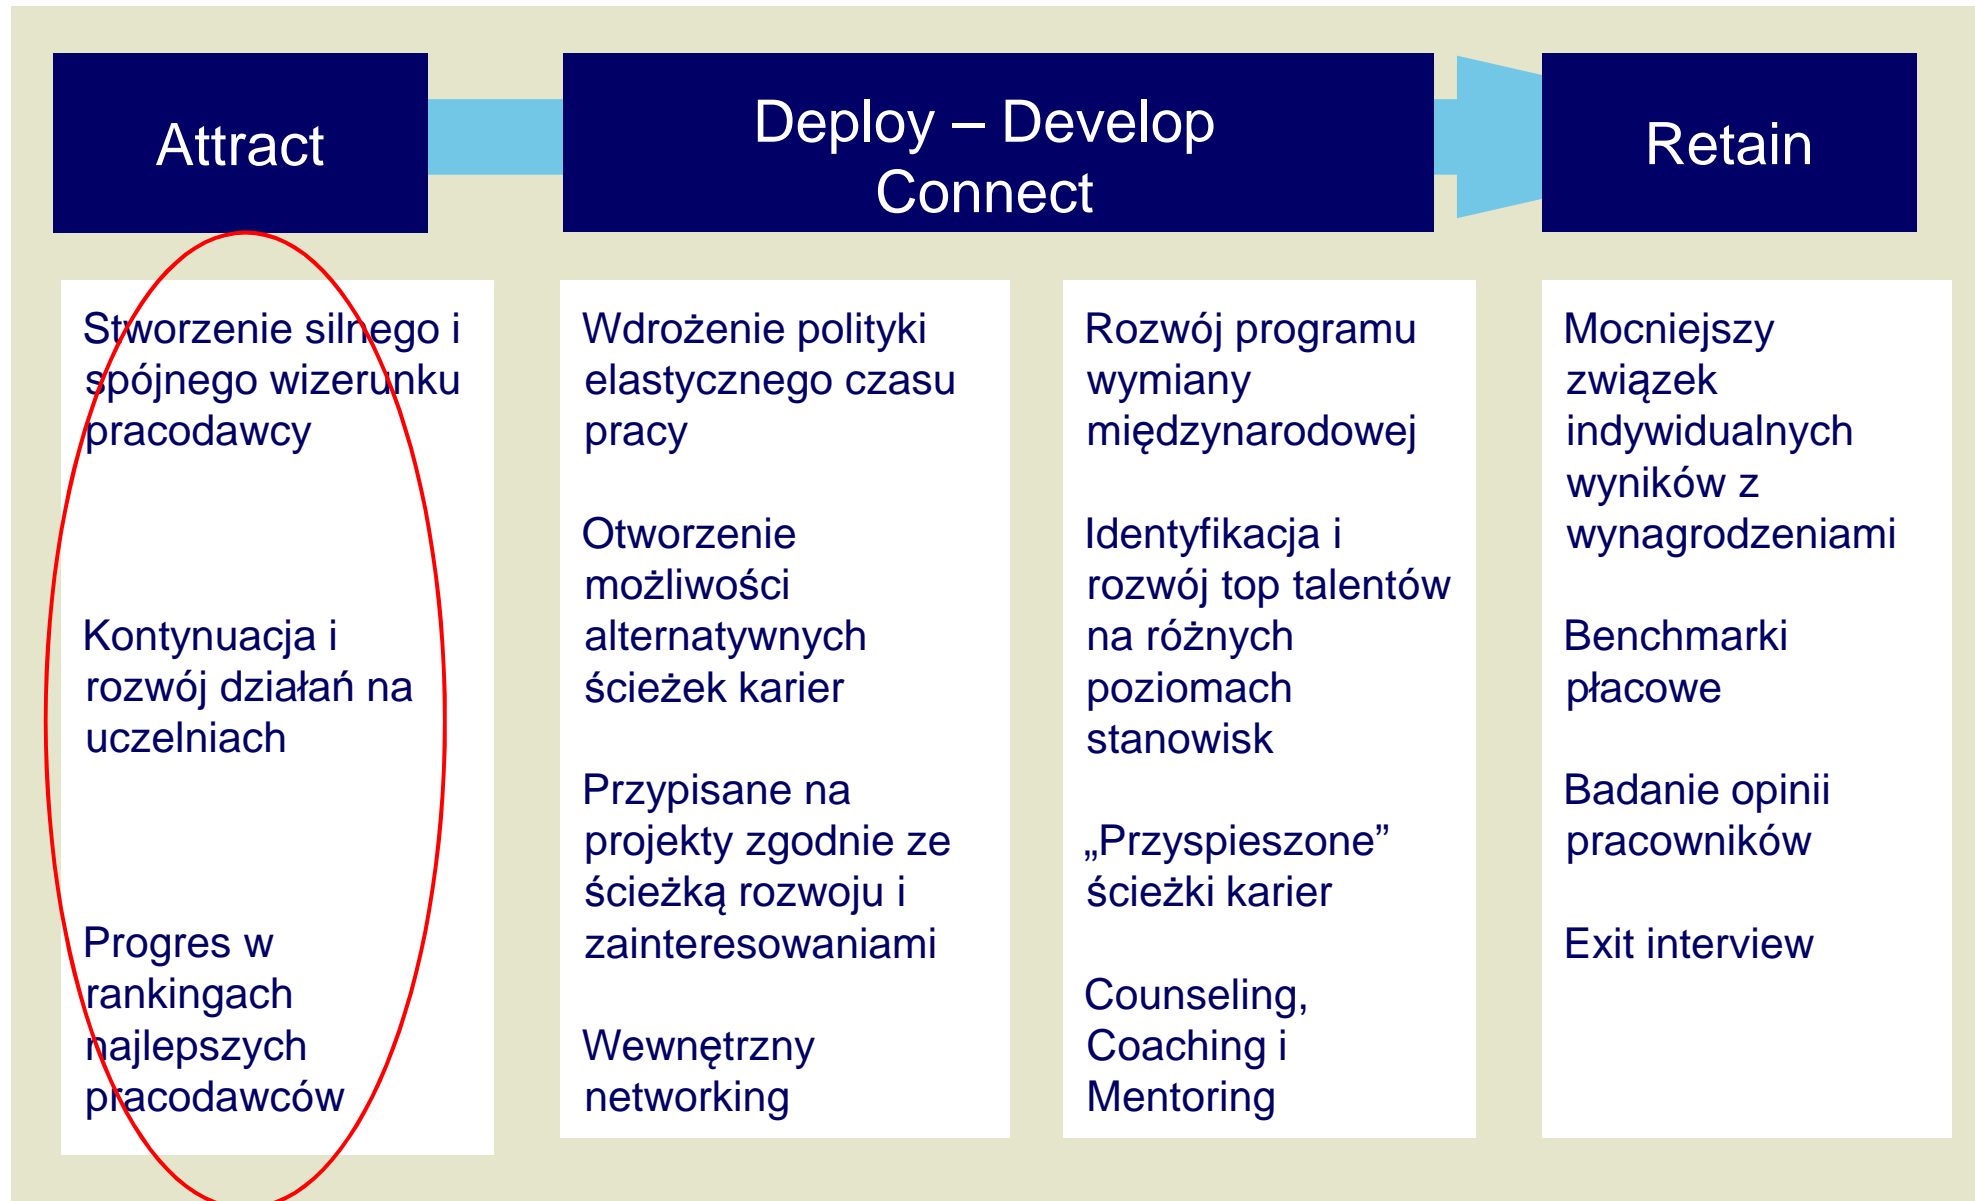 Attract
Deploy – Develop
Connect
Retain
Stworzenie silnego i
spójnego wizerunku
pracodawcy
Kontynuacja i
rozwój działań na
uczelniach
Progres w
rankingach
najlepszych
pracodawców
Wdrożenie polityki
elastycznego czasu
pracy
Otworzenie
możliwości
alternatywnych
ścieżek karier
Przypisane na
projekty zgodnie ze
ścieżką rozwoju i
zainteresowaniami
Wewnętrzny
networking
Rozwój programu
wymiany
międzynarodowej
Identyfikacja i
rozwój top talentów
na różnych
poziomach
stanowisk
„Przyspieszone”
ścieżki karier
Counseling,
Coaching i
Mentoring
Mocniejszy
związek
indywidualnych
wyników z
wynagrodzeniami
Benchmarki
płacowe
Badanie opinii
pracowników
Exit interview